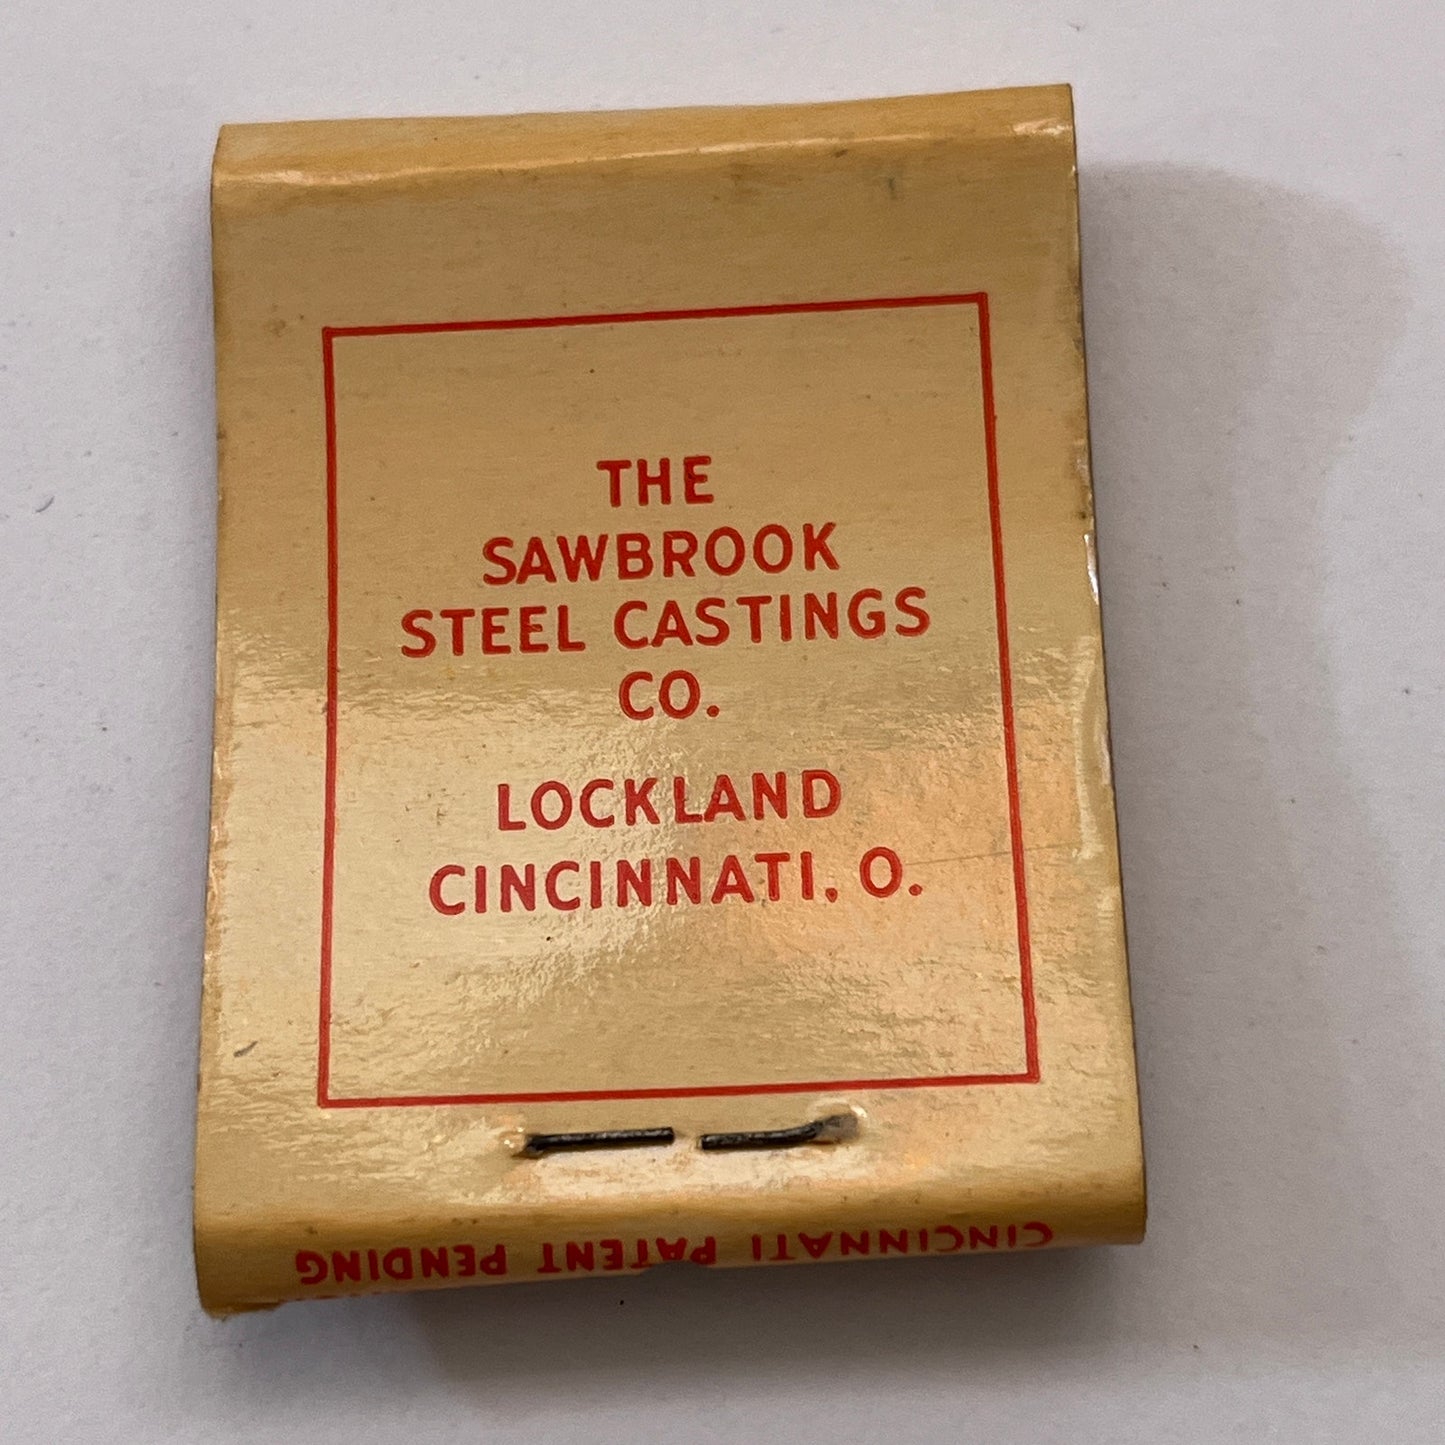 THE
SAWBROOK
STEEL CASTINGS
CO.
LOCKLAND
CINCINNATI, O.
CINCINNATI PATENT PENDING